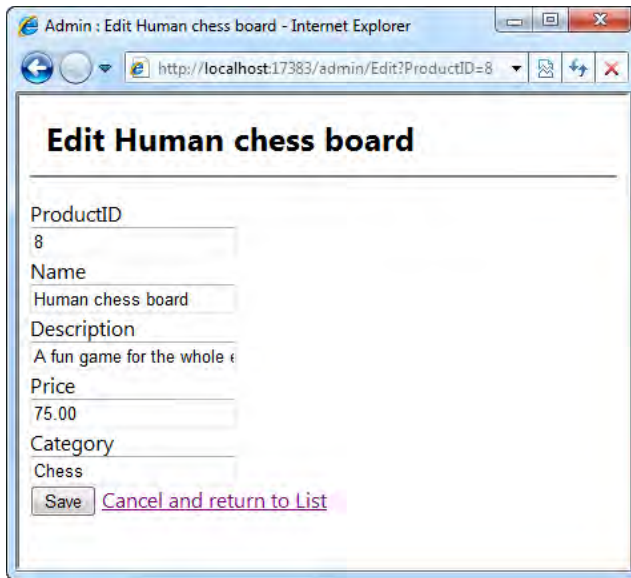 Admin : Edit Human chess board - Internet Explorer
http://localhost:17383/admin/Edit?ProductID=8
Edit Human chess board
ProductID
8
Name
Human chess board
Description
A fun game for the whole
Price
75.00
Category
Chess
Save Cancel and return to List